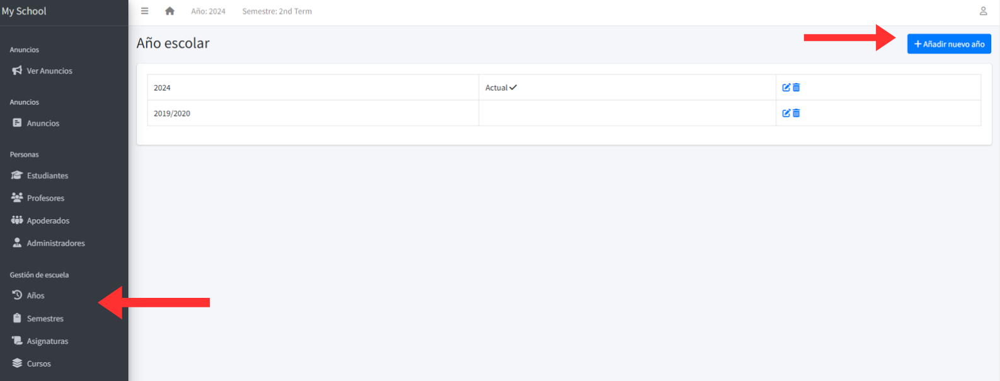 My School
Año: 2024 Semestre: 2nd Term
Anuncios
Ver Anuncios
Anuncios
Anuncios
Personas
Estudiantes
Profesores
Apoderados
Administradores
Gestión de escuela
Años
Semestres
Asignaturas
Cursos
Año escolar
+ Añadir nuevo año
2024 Actual
2019/2020